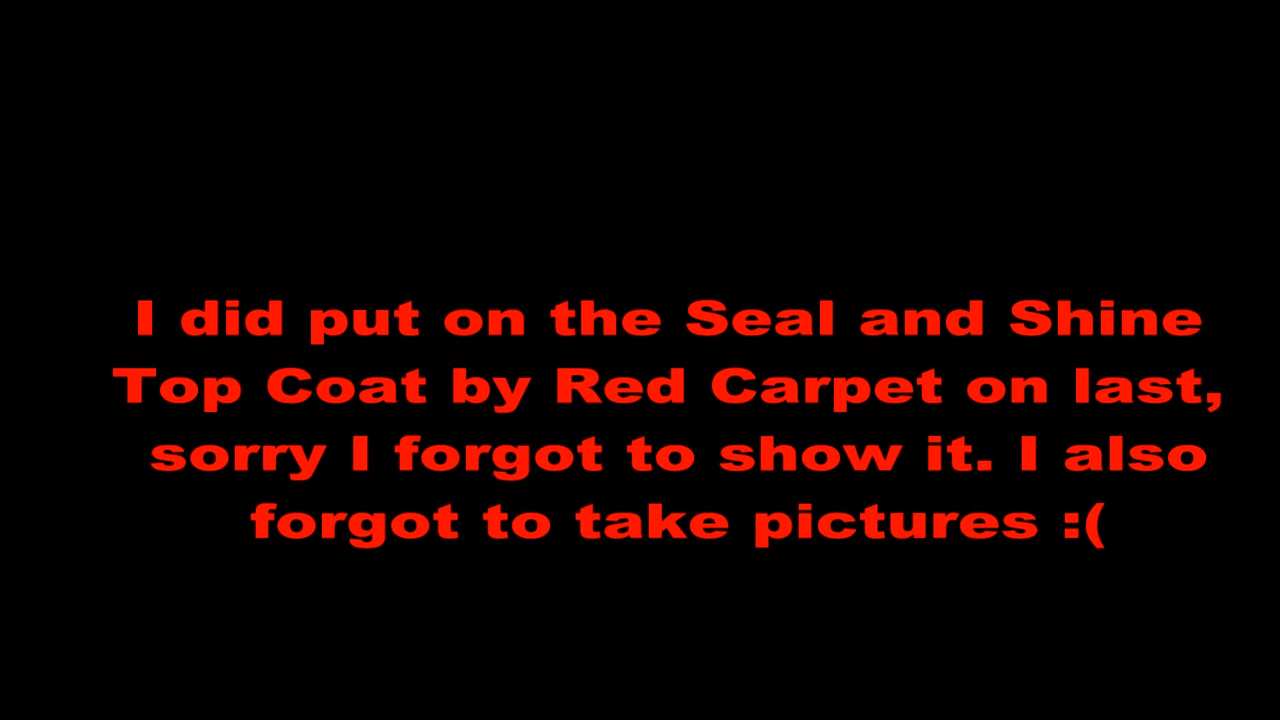 I did put on the Seal and Shine
Top Coat by Red Carpet on last,
sorry I forgot to show it. I also
forgot to take pictures :(